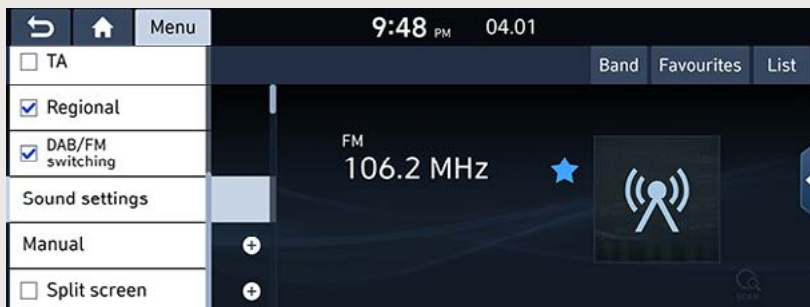 Menu
9:48 PM 04.01
TA
Band Favourites List
Regional
DAB/FM
switching
FM
106.2 MHz
Sound settings
Manual
Split screen
SCAN